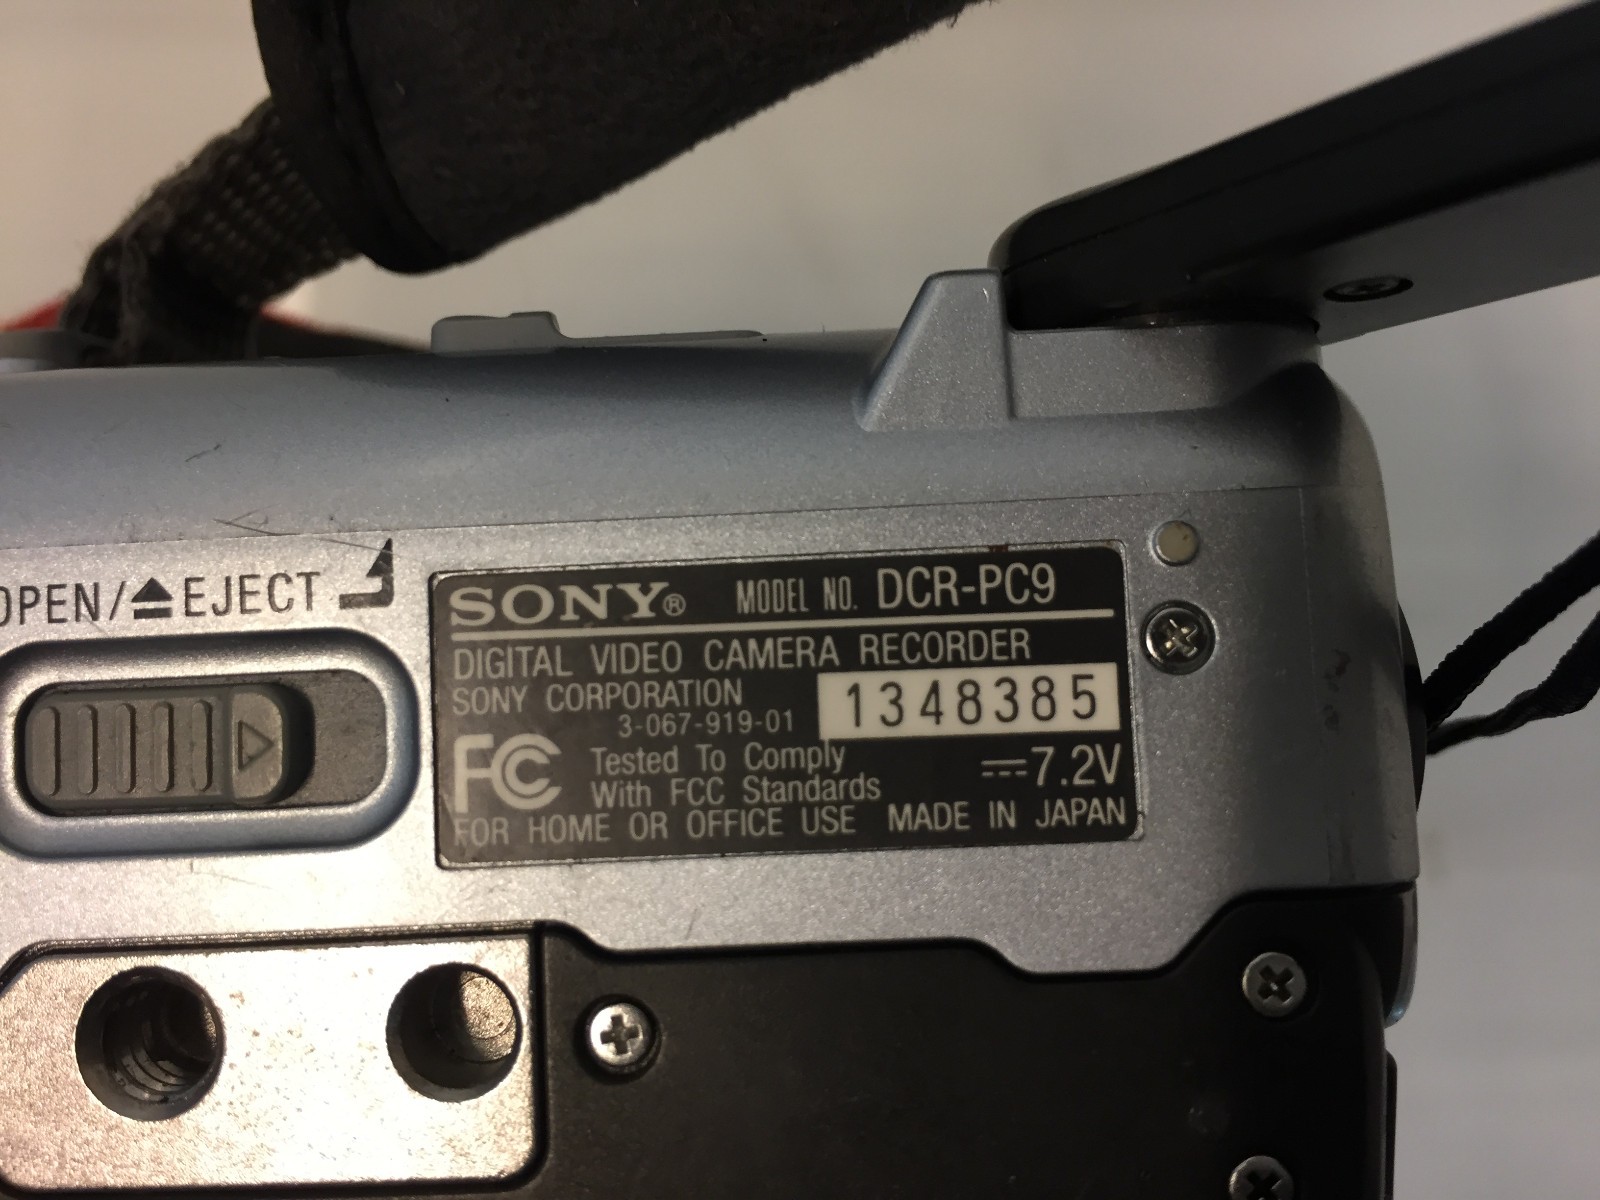 OPEN/⏏EJECT
SONY® MODEL NO. DCR-PC9
DIGITAL VIDEO CAMERA RECORDER
SONY CORPORATION
3-067-919-01
1348385
FC Tested To Comply
With FCC Standards
⎓7.2V
FOR HOME OR OFFICE USE MADE IN JAPAN